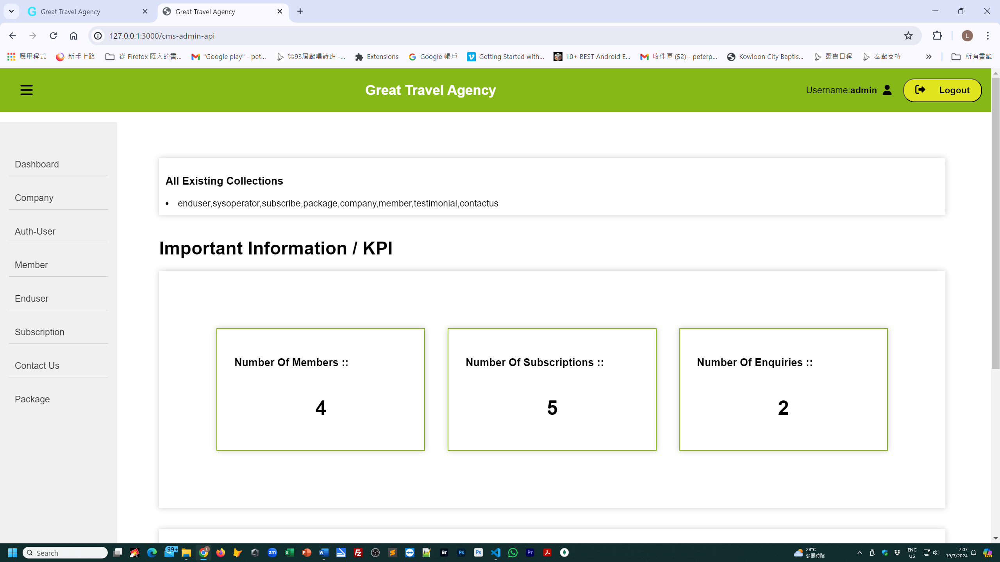 Great Travel Agency
Great Travel Agency
127.0.0.1:3000/cms-admin-api
L
應用程式
新手上路
從 Firefox 匯入的書...
"Google play" - pet...
第93屆獻唱詩班 -...
Extensions
Google 帳戶
Getting Started with...
10+ BEST Android E...
收件匣 (52) - peterp...
Kowloon City Baptis...
聚會日程
奉獻支持
所有書籤
Great Travel Agency
Username:admin
Logout
Dashboard
Company
Auth-User
Member
Enduser
Subscription
Contact Us
Package
All Existing Collections
• enduser,sysoperator,subscribe,package,company,member,testimonial,contactus
Important Information / KPI
Number Of Members ::
4
Number Of Subscriptions ::
5
Number Of Enquiries ::
2
Search
99+
28°C
多雲時陰
ENG
US
7:07
19/7/2024